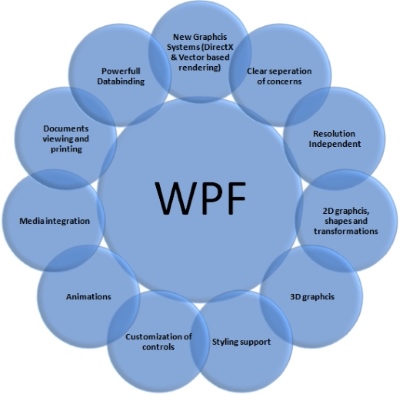 New Graphcis
Systems (DirectX
& Vector based
rendering)
Clear seperation
of concerns
Resolution
Independent
2D graphcis,
shapes and
transformations
3D graphcis
Styling support
Customization of
controls
Animations
Media integration
Documents
viewing and
printing
Powerfull
Databinding
WPF